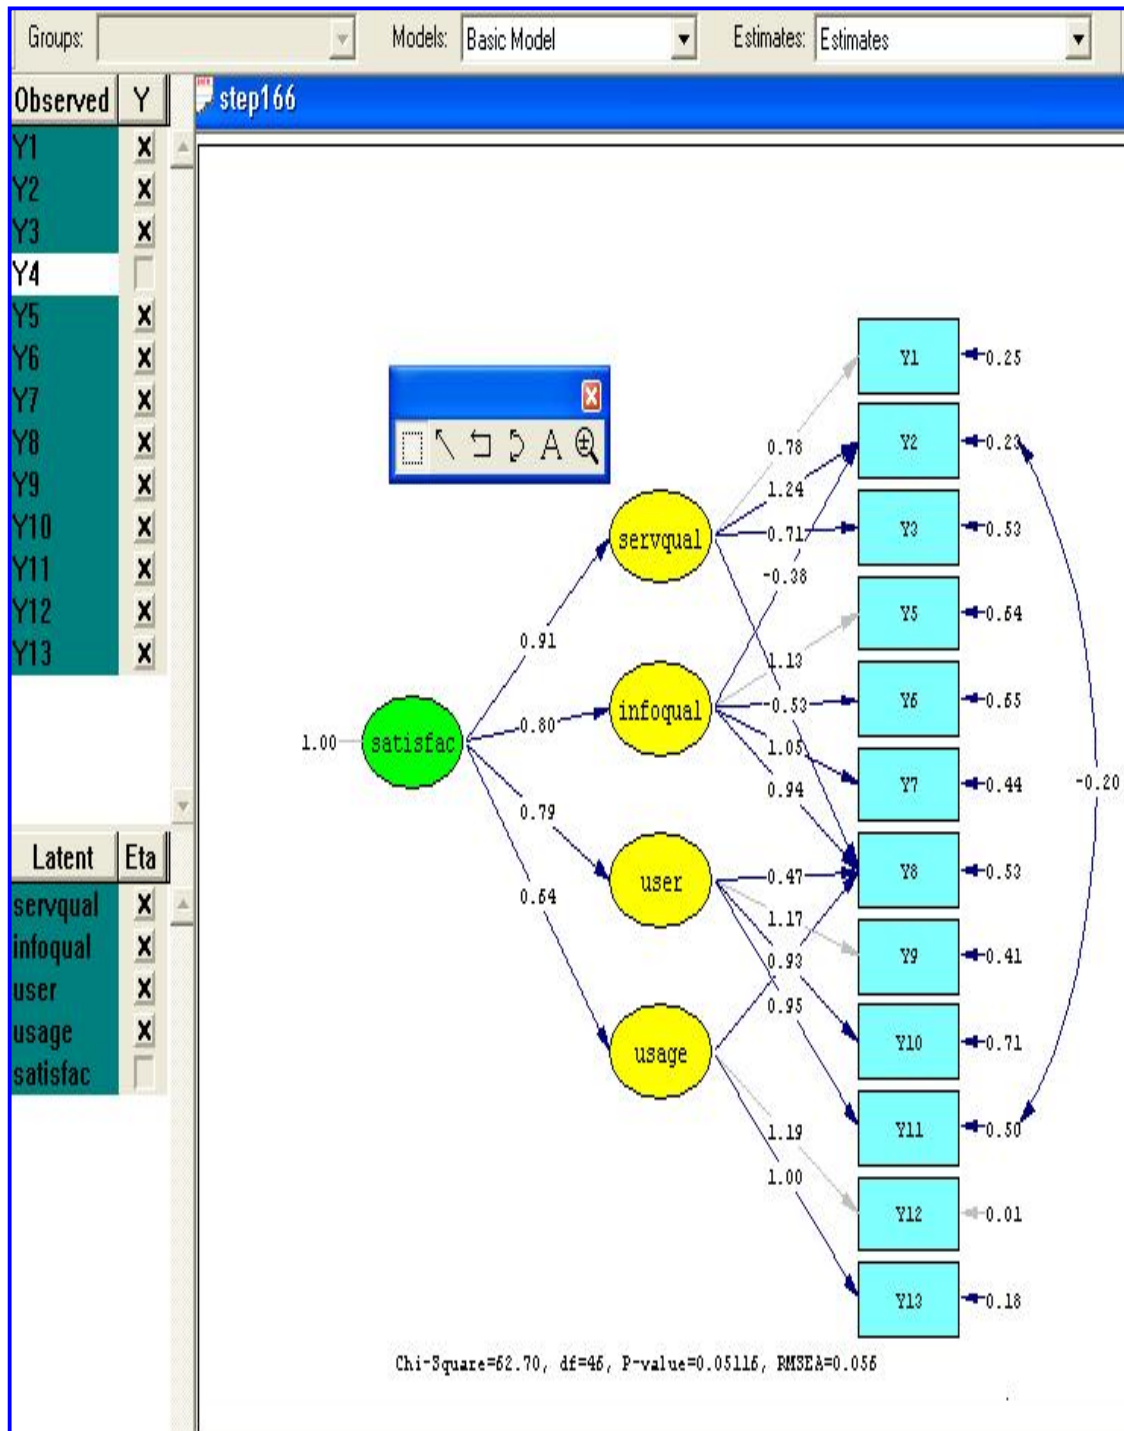 Groups: Models: Basic Model Estimates: Estimates
Observed Y
step166
Y1
Y2
Y3
Y4
Y5
Y6
Y7
Y8
Y9
Y10
Y11
Y12
Y13
Latent Eta
servqual
infoqual
user
usage
satisfac
A
1.00
satisfac
0.91
0.80
0.79
0.64
servqual
infoqual
user
usage
0.78
1.24
0.71
-0.38
1.13
-0.53
1.05
0.94
0.47
1.17
0.93
0.95
1.19
1.00
Y1 0.25
Y2 0.23
Y3 0.53
Y5 0.64
Y6 0.65
Y7 0.44
-0.20
Y8 0.53
Y9 0.41
Y10 0.71
Y11 0.50
Y12 0.01
Y13 0.18
Chi-Square=62.70, df=46, P-value=0.05116, RMSEA=0.056